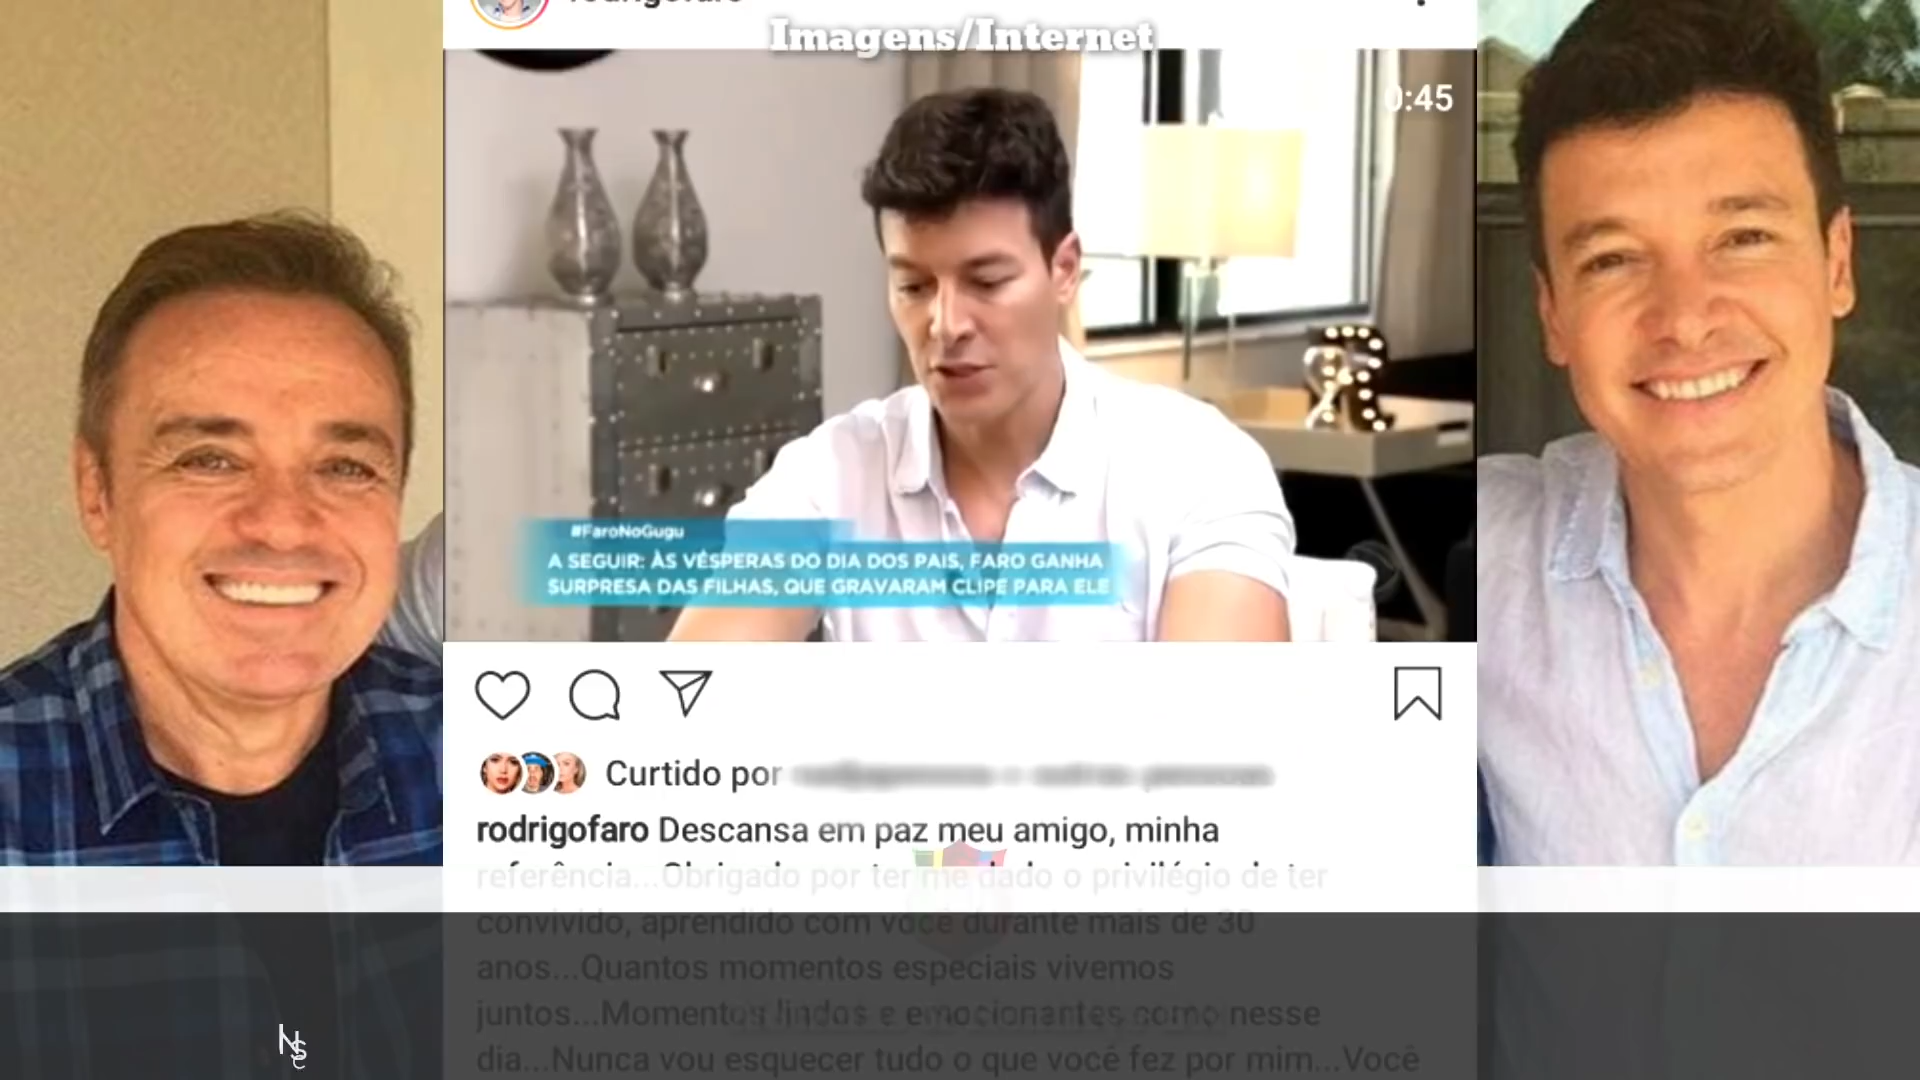 rodrigofaro
Imagens/Internet
0:45
#FaroNoGugu
A SEGUIR: ÀS VÉSPERAS DO DIA DOS PAIS, FARO GANHA
SURPRESA DAS FILHAS, QUE GRAVARAM CLIPE PARA ELE
Curtido por
rodrigofaro Descansa em paz meu amigo, minha
referência...Obrigado por ter me dado o privilégio de ter
convivido, aprendido com você durante mais de 30
anos...Quantos momentos especiais vivemos
juntos...Momentos lindos e emocionantes como nesse
dia...Nunca vou esquecer tudo o que você fez por mim...Você